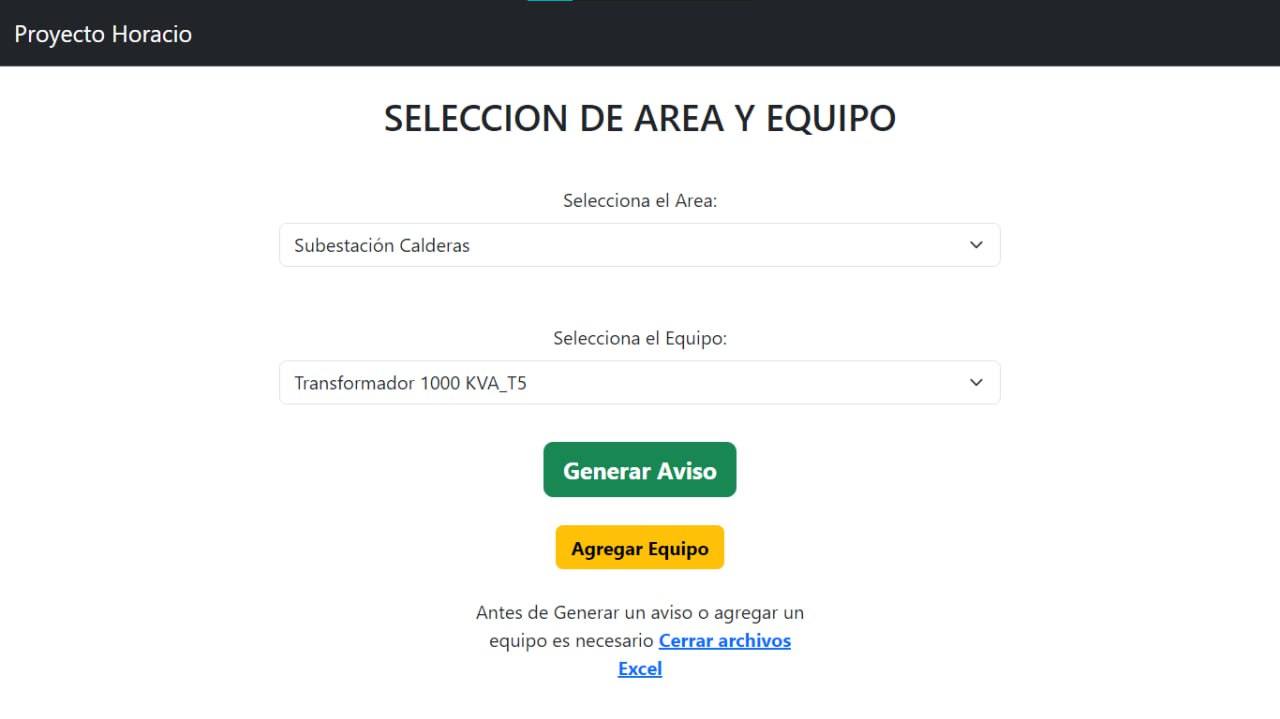 Proyecto Horacio
SELECCION DE AREA Y EQUIPO
Selecciona el Area:
Subestación Calderas
Selecciona el Equipo:
Transformador 1000 KVA_T5
Generar Aviso
Agregar Equipo
Antes de Generar un aviso o agregar un
equipo es necesario Cerrar archivos
Excel